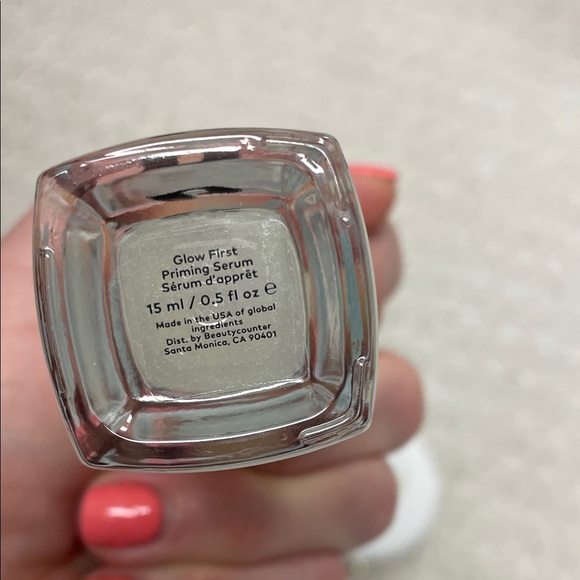 Glow First
Priming Serum
Sérum d'apprêt
15 ml / 0.5 fl oz ℮
Made in the USA of global
ingredients
Dist. by Beautycounter
Santa Monica, CA 90401